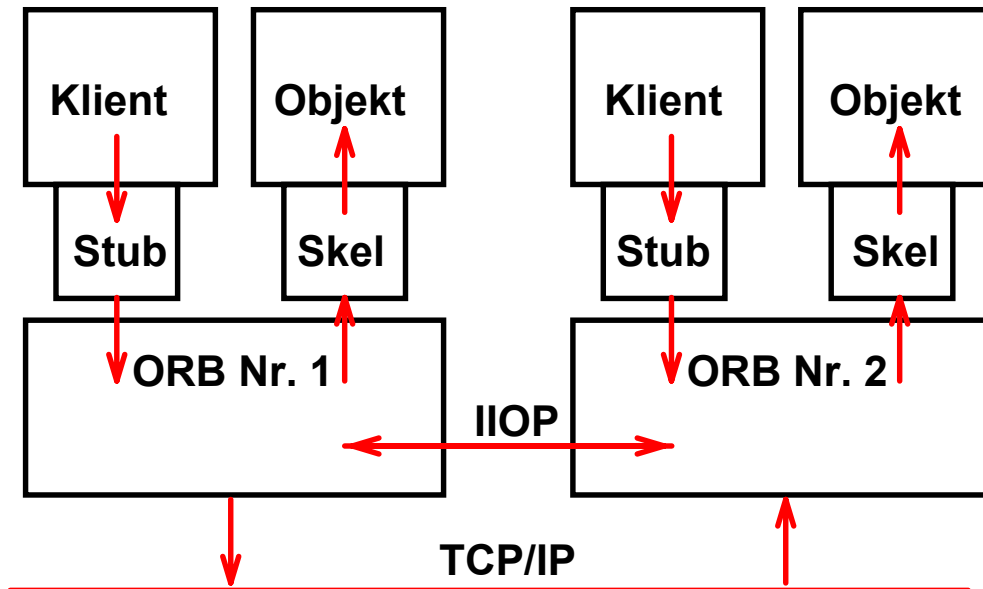 Klient
Objekt
Klient
Objekt
Stub
Skel
Stub
Skel
ORB Nr. 1
ORB Nr. 2
IIOP
TCP/IP